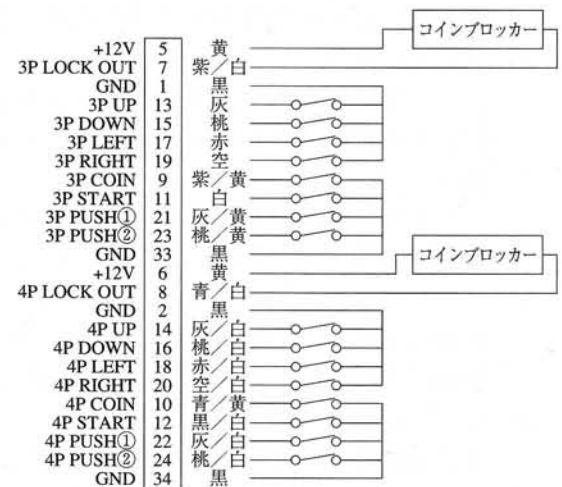 コインブロッカー
+12V 5 黄
3P LOCK OUT 7 紫／白
GND 1 黒
3P UP 13 灰
3P DOWN 15 桃
3P LEFT 17 赤
3P RIGHT 19 空
3P COIN 9 紫／黄
3P START 11 白
3P PUSH① 21 灰／黄
3P PUSH② 23 桃／黄
GND 33 黒
コインブロッカー
+12V 6 黄
4P LOCK OUT 8 青／白
GND 2 黒
4P UP 14 灰／白
4P DOWN 16 桃／白
4P LEFT 18 赤／白
4P RIGHT 20 空／白
4P COIN 10 青／黄
4P START 12 黒／白
4P PUSH① 22 灰／白
4P PUSH② 24 桃／白
GND 34 黒